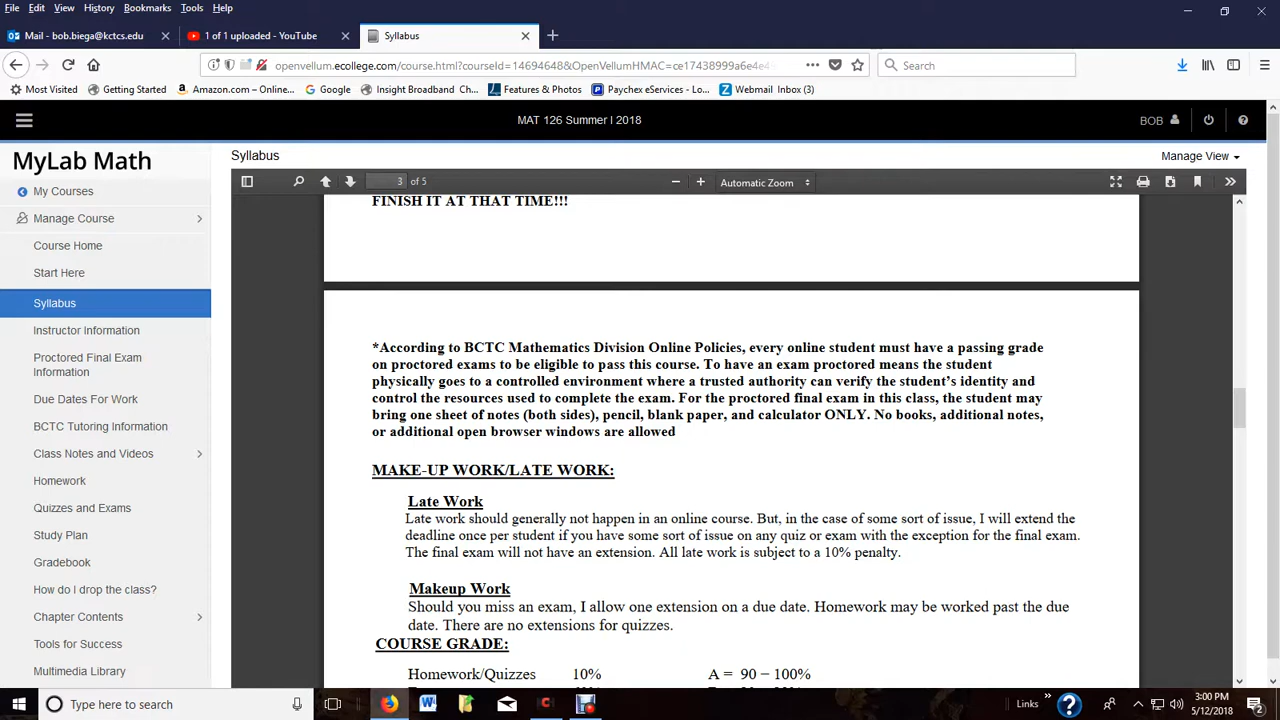 File Edit View History Bookmarks Tools Help
Mail - bob.biega@kctcs.edu
1 of 1 uploaded - YouTube
Syllabus
openvellum.ecollege.com/course.html?courseId=14694648&OpenVellumHMAC=ce17438999a6e4e4
Search
Most Visited Getting Started Amazon.com – Online... Google Insight Broadband Ch... Features & Photos Paychex eServices - Lo... Webmail Inbox (3)
MAT 126 Summer I 2018
BOB
MyLab Math
My Courses
Manage Course
Course Home
Start Here
Syllabus
Instructor Information
Proctored Final Exam
Information
Due Dates For Work
BCTC Tutoring Information
Class Notes and Videos
Homework
Quizzes and Exams
Study Plan
Gradebook
How do I drop the class?
Chapter Contents
Tools for Success
Multimedia Library
Syllabus
Manage View
3 of 5
Automatic Zoom
FINISH IT AT THAT TIME!!!
*According to BCTC Mathematics Division Online Policies, every online student must have a passing grade
on proctored exams to be eligible to pass this course. To have an exam proctored means the student
physically goes to a controlled environment where a trusted authority can verify the student's identity and
control the resources used to complete the exam. For the proctored final exam in this class, the student may
bring one sheet of notes (both sides), pencil, blank paper, and calculator ONLY. No books, additional notes,
or additional open browser windows are allowed
MAKE-UP WORK/LATE WORK:
Late Work
Late work should generally not happen in an online course. But, in the case of some sort of issue, I will extend the
deadline once per student if you have some sort of issue on any quiz or exam with the exception for the final exam.
The final exam will not have an extension. All late work is subject to a 10% penalty.
Makeup Work
Should you miss an exam, I allow one extension on a due date. Homework may be worked past the due
date. There are no extensions for quizzes.
COURSE GRADE:
Homework/Quizzes 10% A = 90 – 100%
Type here to search
Links
3:00 PM
5/12/2018